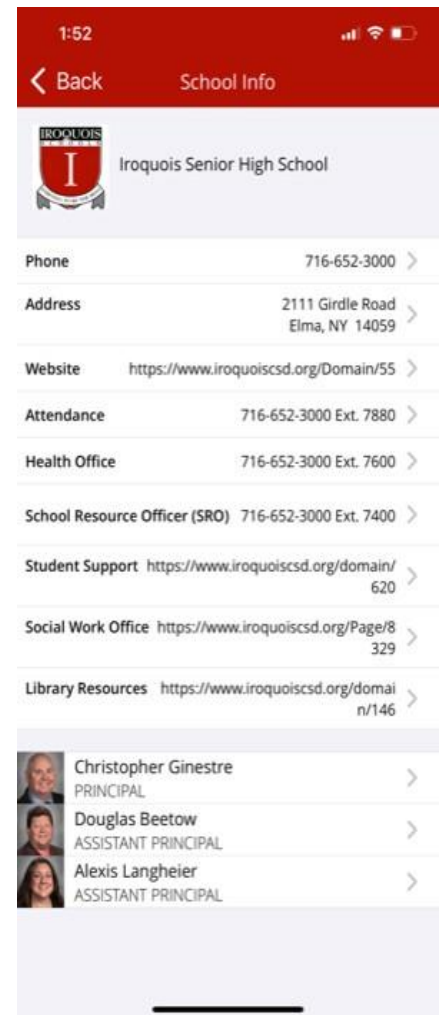 1:52
Back School Info
IROQUOIS
I
Iroquois Senior High School
Phone 716-652-3000
Address 2111 Girdle Road
Elma, NY 14059
Website https://www.iroquoiscsd.org/Domain/55
Attendance 716-652-3000 Ext. 7880
Health Office 716-652-3000 Ext. 7600
School Resource Officer (SRO) 716-652-3000 Ext. 7400
Student Support https://www.iroquoiscsd.org/domain/
620
Social Work Office https://www.iroquoiscsd.org/Page/8
329
Library Resources https://www.iroquoiscsd.org/domai
n/146
Christopher Ginestre
PRINCIPAL
Douglas Beetow
ASSISTANT PRINCIPAL
Alexis Langheier
ASSISTANT PRINCIPAL